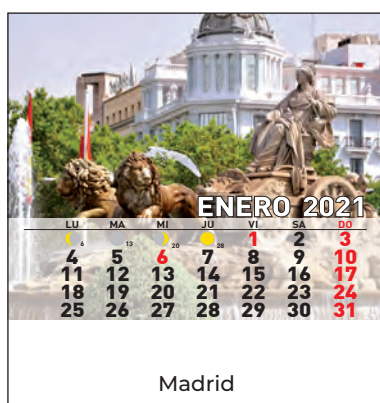 ENERO 2021
LU MA MI JU VI SA DO
6 13 20 28 1 2 3
4 5 6 7 8 9 10
11 12 13 14 15 16 17
18 19 20 21 22 23 24
25 26 27 28 29 30 31
Madrid